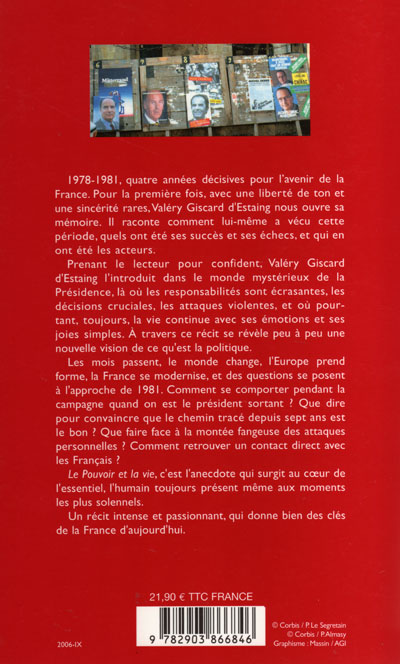 Mitterrand
1978-1981, quatre années décisives pour l'avenir de la
France. Pour la première fois, avec une liberté de ton et
une sincérité rares, Valéry Giscard d'Estaing nous ouvre sa
mémoire. Il raconte comment lui-même a vécu cette
période, quels ont été ses succès et ses échecs, et qui en
ont été les acteurs.
Prenant le lecteur pour confident, Valéry Giscard
d'Estaing l'introduit dans le monde mystérieux de la
Présidence, là où les responsabilités sont écrasantes, les
décisions cruciales, les attaques violentes, et où pour-
tant, toujours, la vie continue avec ses émotions et ses
joies simples. À travers ce récit se révèle peu à peu une
nouvelle vision de ce qu'est la politique.
Les mois passent, le monde change, l'Europe prend
forme, la France se modernise, et des questions se posent
à l'approche de 1981. Comment se comporter pendant la
campagne quand on est le président sortant ? Que dire
pour convaincre que le chemin tracé depuis sept ans est
le bon ? Que faire face à la montée fangeuse des attaques
personnelles ? Comment retrouver un contact direct avec
les Français ?
Le Pouvoir et la vie, c'est l'anecdote qui surgit au cœur de
l'essentiel, l'humain toujours présent même aux moments
les plus solennels.
Un récit intense et passionnant, qui donne bien des clés
de la France d'aujourd'hui.
21,90 € TTC FRANCE
9 782903 866846
2006-IX
© Corbis / P. Le Segretain
© Corbis / P. Almasy
Graphisme : Massin / AGI